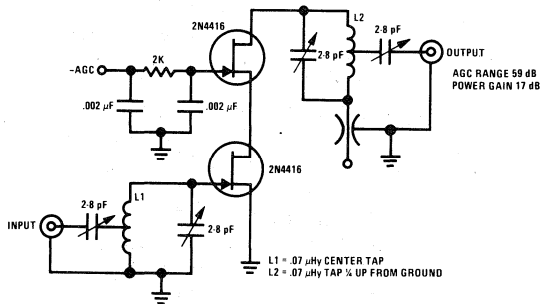 2N4416
L2
2-8 pF
2-8 pF
OUTPUT
2K
-AGC
AGC RANGE 59 dB
POWER GAIN 17 dB
.002 μF
.002 μF
2N4416
2-8 pF
L1
2-8 pF
INPUT
L1 = .07 μHy CENTER TAP
L2 = .07 μHy TAP ¼ UP FROM GROUND